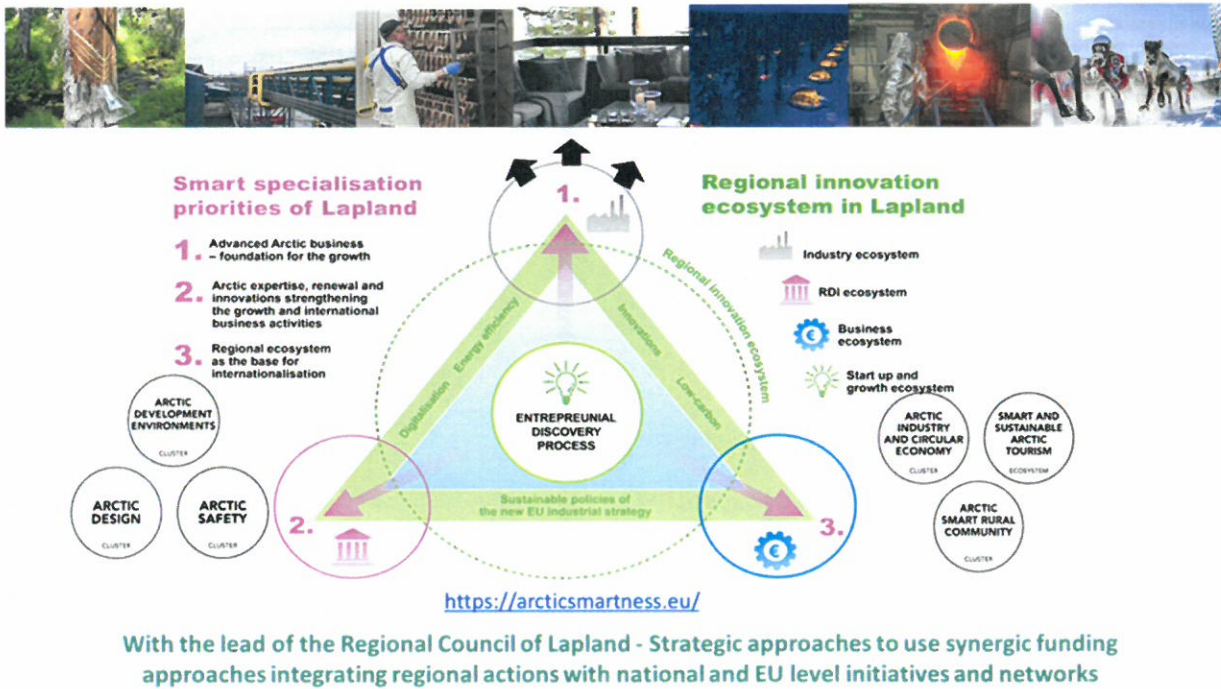 Smart specialisation
priorities of Lapland
1. Advanced Arctic business
– foundation for the growth
2. Arctic expertise, renewal and
innovations strengthening
the growth and international
business activities
3. Regional ecosystem
as the base for
internationalisation
ARCTIC
DEVELOPMENT
ENVIRONMENTS
CLUSTER
ARCTIC
DESIGN
CLUSTER
ARCTIC
SAFETY
CLUSTER
1.
2.
3.
Digitalisation Energy efficiency
Innovations Low-carbon
Regional innovation ecosystem
ENTREPREUNIAL
DISCOVERY
PROCESS
Sustainable policies of
the new EU industrial strategy
Regional innovation
ecosystem in Lapland
Industry ecosystem
RDI ecosystem
€
Business
ecosystem
Start up and
growth ecosystem
ARCTIC
INDUSTRY
AND CIRCULAR
ECONOMY
CLUSTER
SMART AND
SUSTAINABLE
ARCTIC
TOURISM
ECOSYSTEM
ARCTIC
SMART RURAL
COMMUNITY
CLUSTER
€
https://arcticsmartness.eu/
With the lead of the Regional Council of Lapland - Strategic approaches to use synergic funding
approaches integrating regional actions with national and EU level initiatives and networks